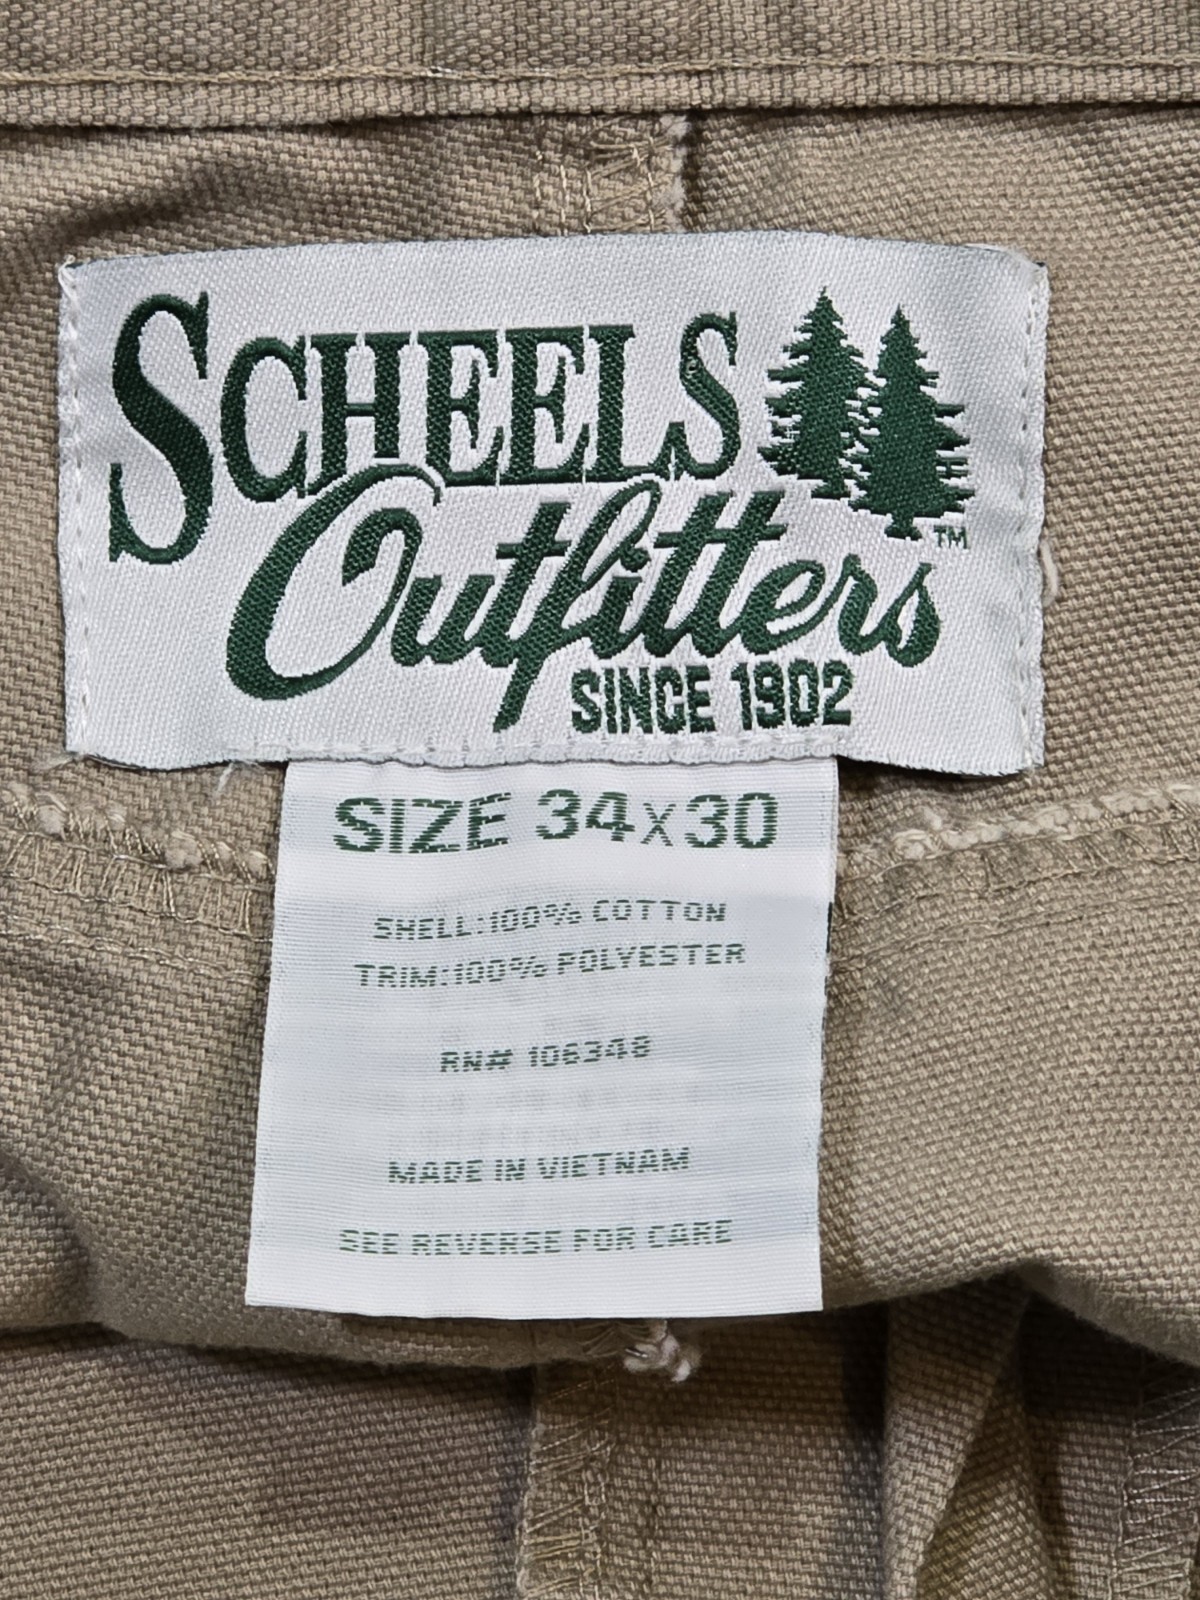 SCHEELS
Outfitters
™
SINCE 1902
SIZE 34x30
SHELL:100% COTTON
TRIM:100% POLYESTER
RN# 106348
MADE IN VIETNAM
SEE REVERSE FOR CARE